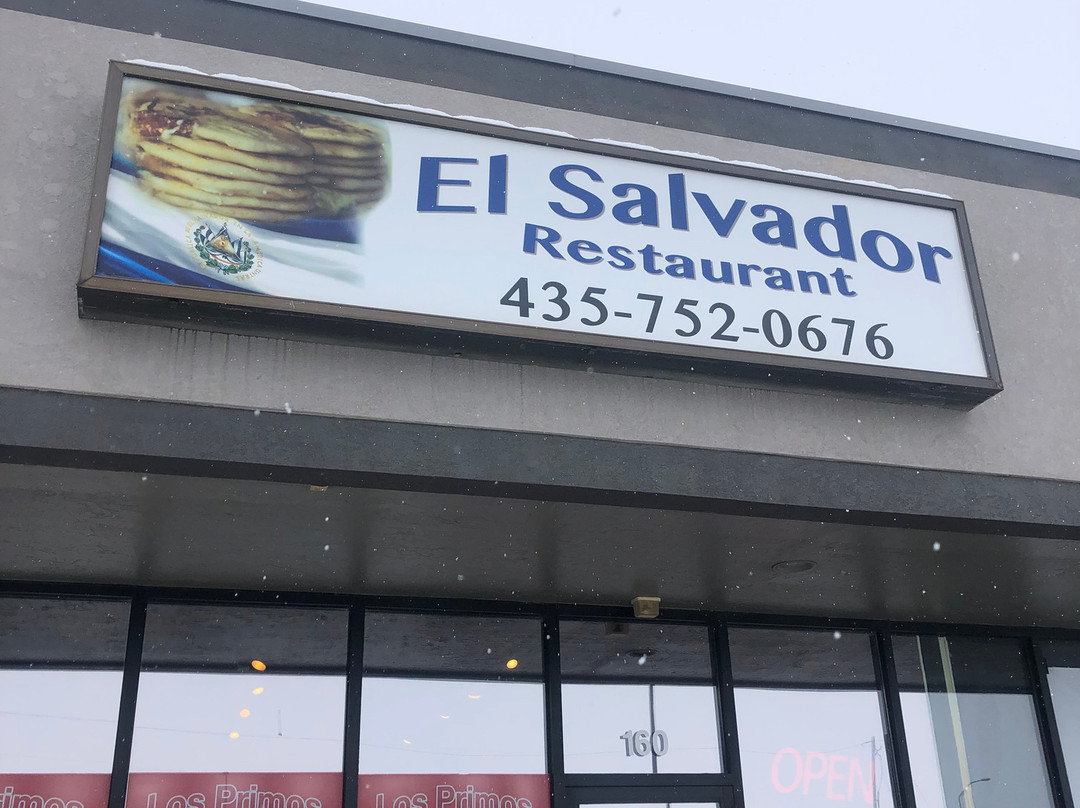 El Salvador
Restaurant
435-752-0676
160
OPEN
Los Primos
Los Primos